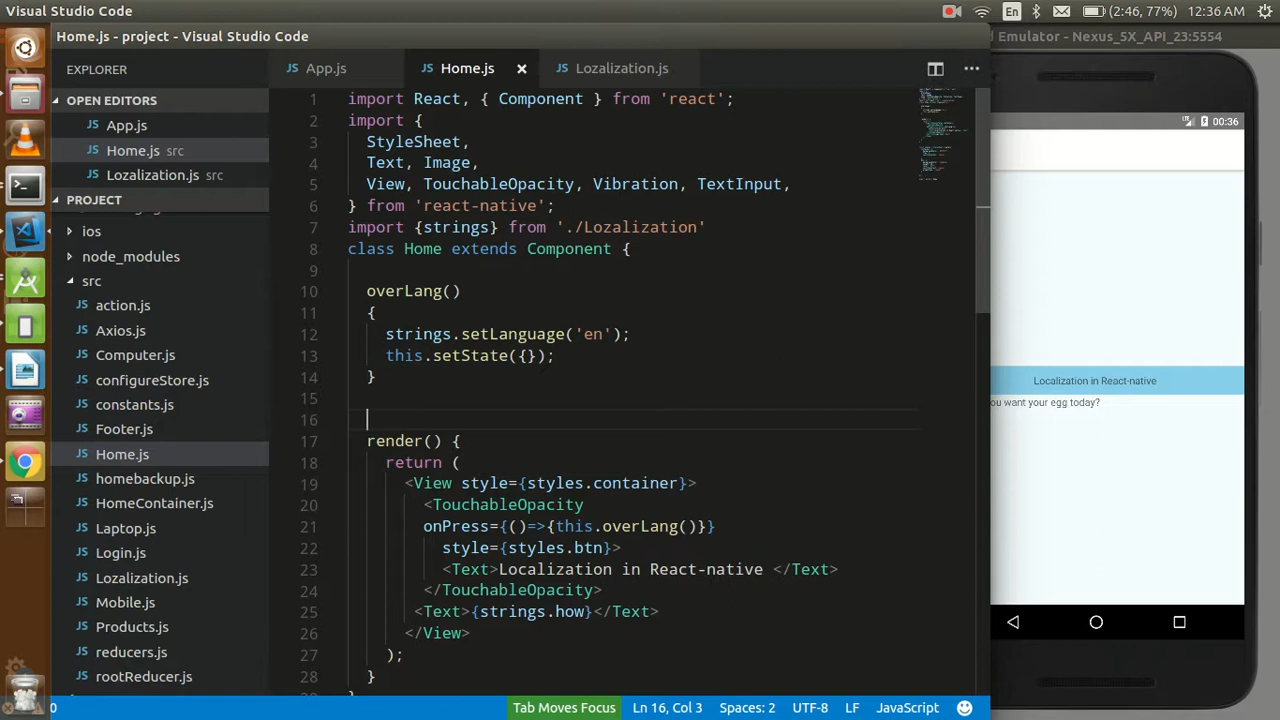 Visual Studio Code
En
(2:46, 77%)
12:36 AM
Home.js - project - Visual Studio Code
d Emulator - Nexus_5X_API_23:5554
EXPLORER
JS App.js
JS Home.js ×
JS Lozalization.js
OPEN EDITORS
JS App.js
JS Home.js src
JS Lozalization.js src
PROJECT
ios
node_modules
src
JS action.js
JS Axios.js
JS Computer.js
JS configureStore.js
JS constants.js
JS Footer.js
JS Home.js
JS homebackup.js
JS HomeContainer.js
JS Laptop.js
JS Login.js
JS Lozalization.js
JS Mobile.js
JS Products.js
JS reducers.js
JS rootReducer.js
1 import React, { Component } from 'react';
2 import {
3 StyleSheet,
4 Text, Image,
5 View, TouchableOpacity, Vibration, TextInput,
6 } from 'react-native';
7 import {strings} from './Lozalization'
8 class Home extends Component {
9
10 overLang()
11 {
12 strings.setLanguage('en');
13 this.setState({});
14 }
15
16
17 render() {
18 return (
19 <View style={styles.container}>
20 <TouchableOpacity
21 onPress={()=>{this.overLang()}}
22 style={styles.btn}>
23 <Text>Localization in React-native </Text>
24 </TouchableOpacity>
25 <Text>{strings.how}</Text>
26 </View>
27 );
28 }
29 }
00:36
Localization in React-native
ou want your egg today?
0
Tab Moves Focus
Ln 16, Col 3
Spaces: 2
UTF-8
LF
JavaScript